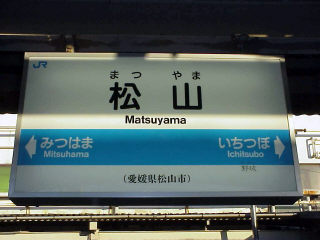 JR
まつ やま
松山
Matsuyama
みつはま いちつぼ
Mitsuhama Ichitsubo
(愛媛県松山市)